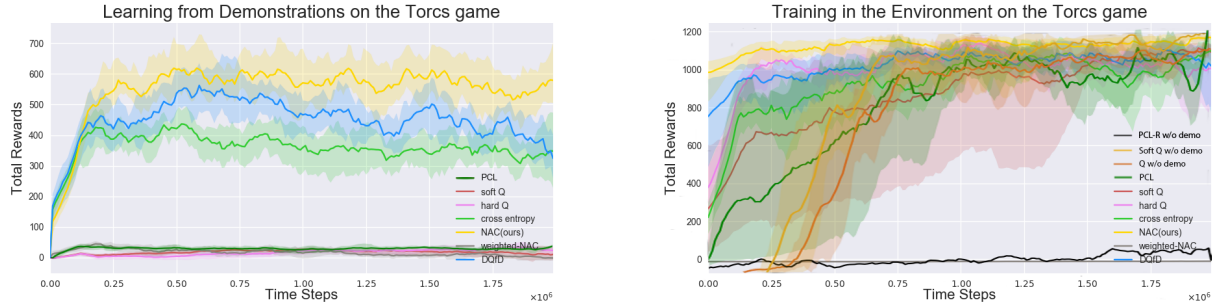 Learning from Demonstrations on the Torcs game
700
600
500
400
300
200
100
0
Total Rewards
PCL
soft Q
hard Q
cross entropy
NAC(ours)
weighted-NAC
DQfD
0.00
0.25
0.50
0.75
1.00
1.25
1.50
1.75
×10⁶
Time Steps
Training in the Environment on the Torcs game
1200
1000
800
600
400
200
0
Total Rewards
PCL-R w/o demo
Soft Q w/o demo
Q w/o demo
PCL
soft Q
hard Q
cross entropy
NAC(ours)
weighted-NAC
DQfD
0.00
0.25
0.50
0.75
1.00
1.25
1.50
1.75
×10⁶
Time Steps